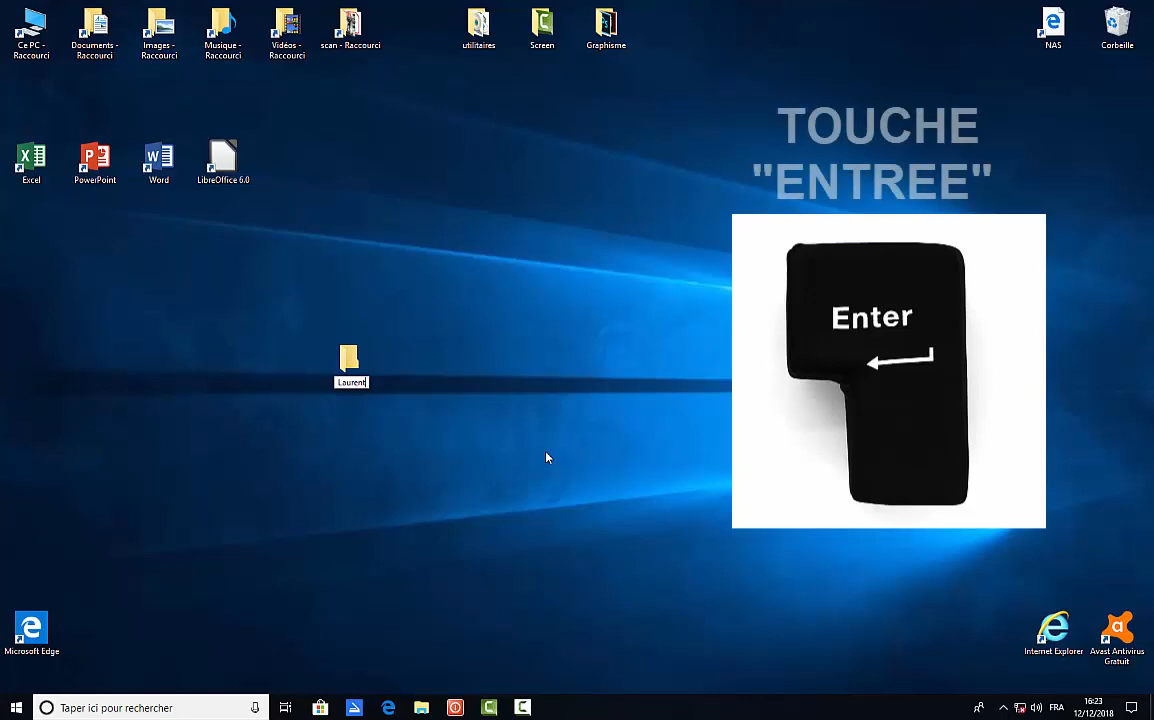 Ce PC -
Raccourci
Documents -
Raccourci
Images -
Raccourci
Musique -
Raccourci
Vidéos -
Raccourci
scan - Raccourci
utilitaires
Screen
Graphisme
NAS
Corbeille
TOUCHE
"ENTREE"
Excel
PowerPoint
Word
LibreOffice 6.0
Enter
Laurent
Microsoft Edge
Internet Explorer
Avast Antivirus
Gratuit
Taper ici pour rechercher
FRA
16:23
12/12/2018